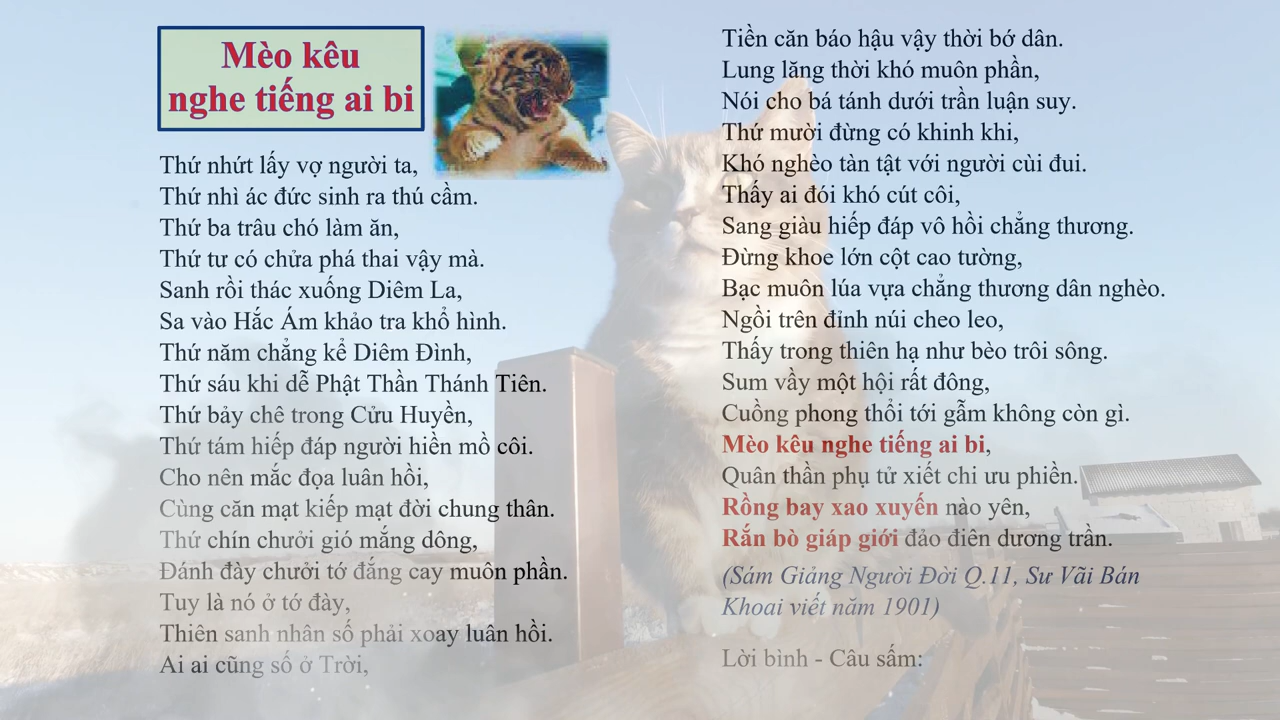 Mèo kêu
nghe tiếng ai bi
Thứ nhứt lấy vợ người ta,
Thứ nhì ác đức sinh ra thú cầm.
Thứ ba trâu chó làm ăn,
Thứ tư có chửa phá thai vậy mà.
Sanh rồi thác xuống Diêm La,
Sa vào Hắc Ám khảo tra khổ hình.
Thứ năm chẳng kể Diêm Đình,
Thứ sáu khi dễ Phật Thần Thánh Tiên.
Thứ bảy chê trong Cửu Huyền,
Thứ tám hiếp đáp người hiền mồ côi.
Cho nên mắc đọa luân hồi,
Cùng căn mạt kiếp mạt đời chung thân.
Thứ chín chưởi gió mắng dông,
Đánh đày chưởi tớ đắng cay muôn phần.
Tuy là nó ở tớ đày,
Thiên sanh nhân số phải xoay luân hồi.
Ai ai cũng số ở Trời,
Tiền căn báo hậu vậy thời bớ dân.
Lung lăng thời khó muôn phần,
Nói cho bá tánh dưới trần luận suy.
Thứ mười đừng có khinh khi,
Khó nghèo tàn tật với người cùi đui.
Thấy ai đói khó cút côi,
Sang giàu hiếp đáp vô hồi chẳng thương.
Đừng khoe lớn cột cao tường,
Bạc muôn lúa vựa chẳng thương dân nghèo.
Ngồi trên đỉnh núi cheo leo,
Thấy trong thiên hạ như bèo trôi sông.
Sum vầy một hội rất đông,
Cuồng phong thổi tới gẫm không còn gì.
Mèo kêu nghe tiếng ai bi,
Quân thần phụ tử xiết chi ưu phiền.
Rồng bay xao xuyến nào yên,
Rắn bò giáp giới đảo điên dương trần.
(Sám Giảng Người Đời Q.11, Sư Vãi Bán
Khoai viết năm 1901)
Lời bình - Câu sấm: